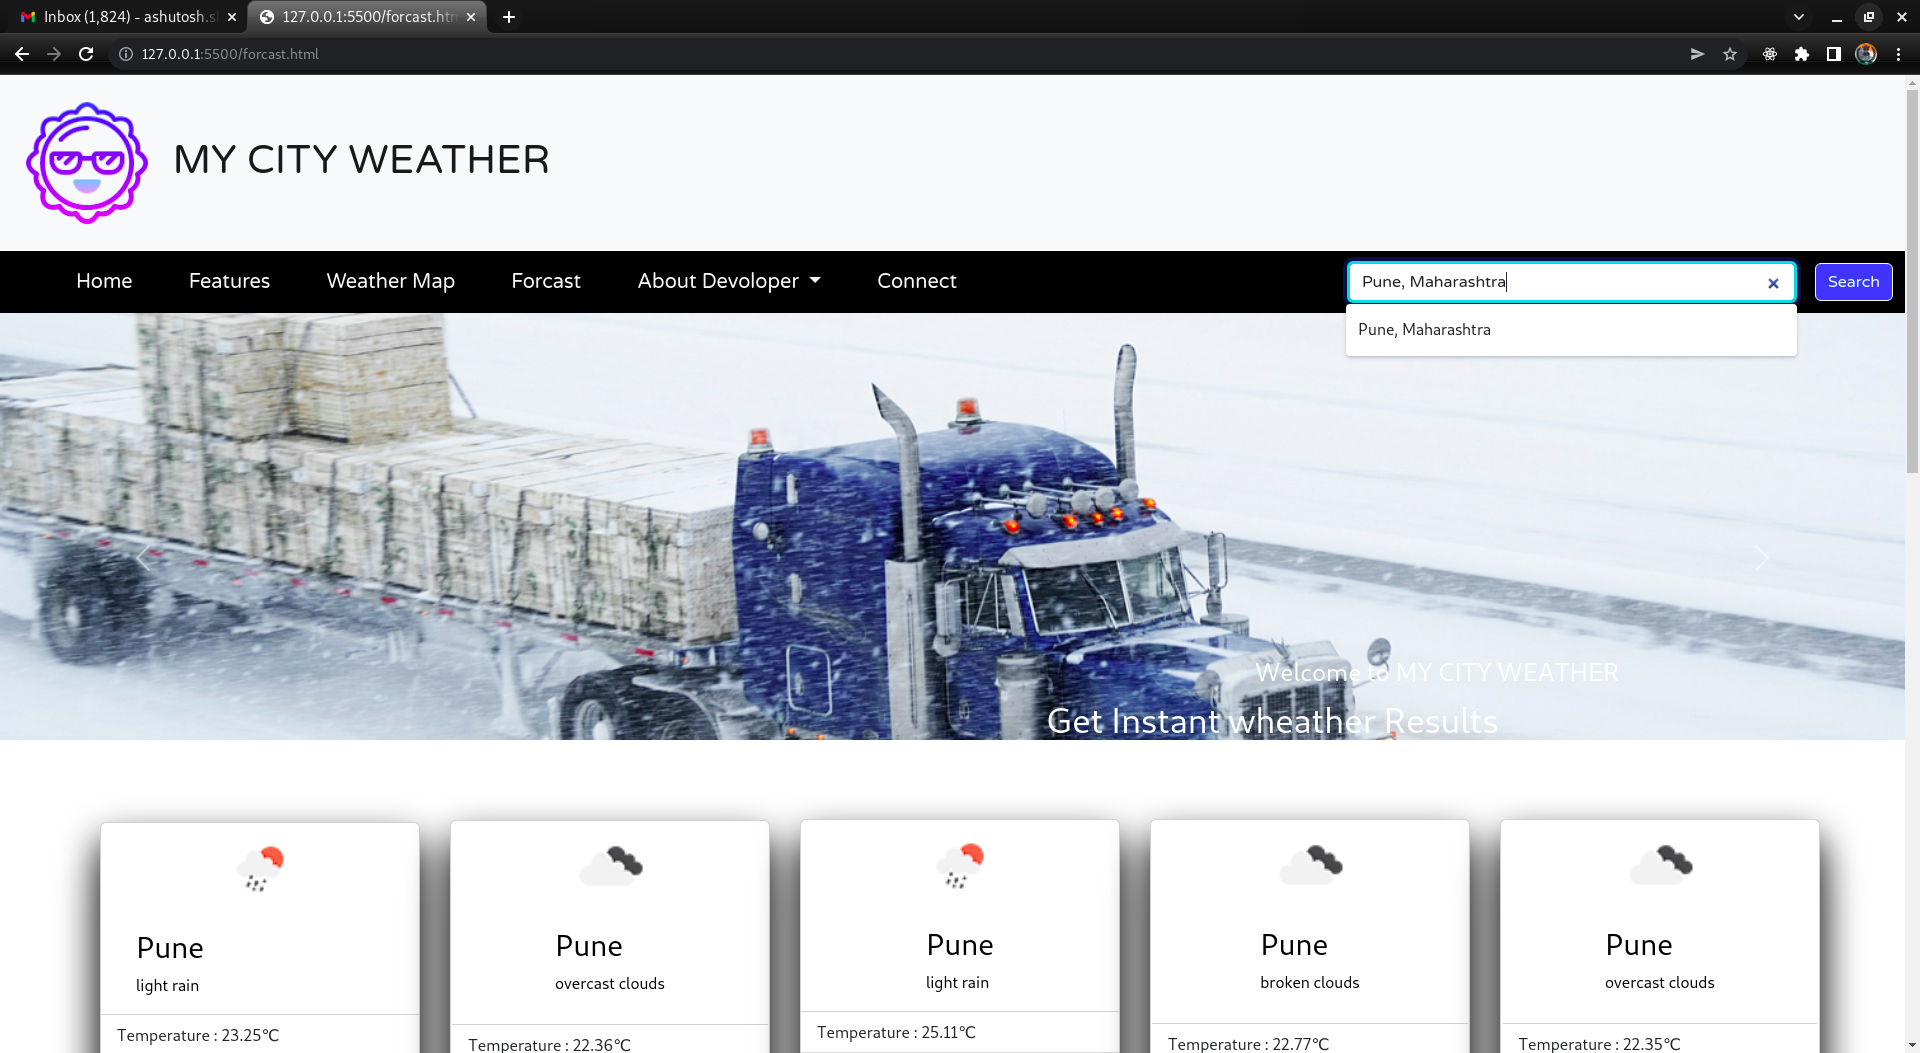 Inbox (1,824) - ashutosh.s
127.0.0.1:5500/forcast.htm
127.0.0.1:5500/forcast.html
MY CITY WEATHER
Home Features Weather Map Forcast About Devoloper Connect
Pune, Maharashtra
Search
Pune, Maharashtra
Welcome to MY CITY WEATHER
Get Instant wheather Results
Pune
light rain
Temperature : 23.25°C
Pune
overcast clouds
Temperature : 22.36°C
Pune
light rain
Temperature : 25.11°C
Pune
broken clouds
Temperature : 22.77°C
Pune
overcast clouds
Temperature : 22.35°C